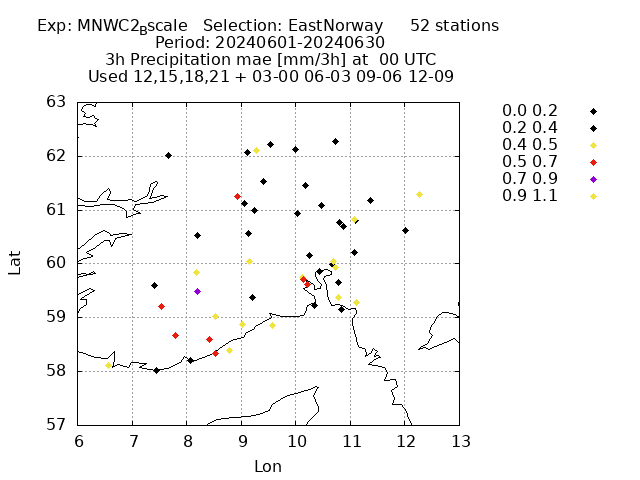 Exp: MNWC2_Bscale   Selection: EastNorway      52 stations
Period: 20240601-20240630
3h Precipitation mae [mm/3h] at  00 UTC
Used 12,15,18,21 + 03-00 06-03 09-06 12-09
0.0 0.2
0.2 0.4
0.4 0.5
0.5 0.7
0.7 0.9
0.9 1.1
63
62
61
60
59
58
57
Lat
6 7 8 9 10 11 12 13
Lon